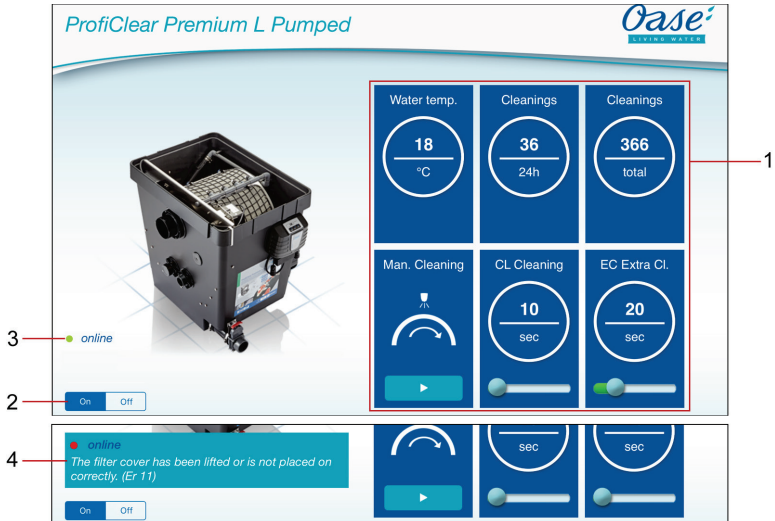 ProfiClear Premium L Pumped
Oase
LIVING WATER
Water temp.
18
°C
Cleanings
36
24h
Cleanings
366
total
1
Man. Cleaning
CL Cleaning
10
sec
EC Extra Cl.
20
sec
3
online
2
On Off
4
online
The filter cover has been lifted or is not placed on
correctly. (Er 11)
sec
sec
On Off